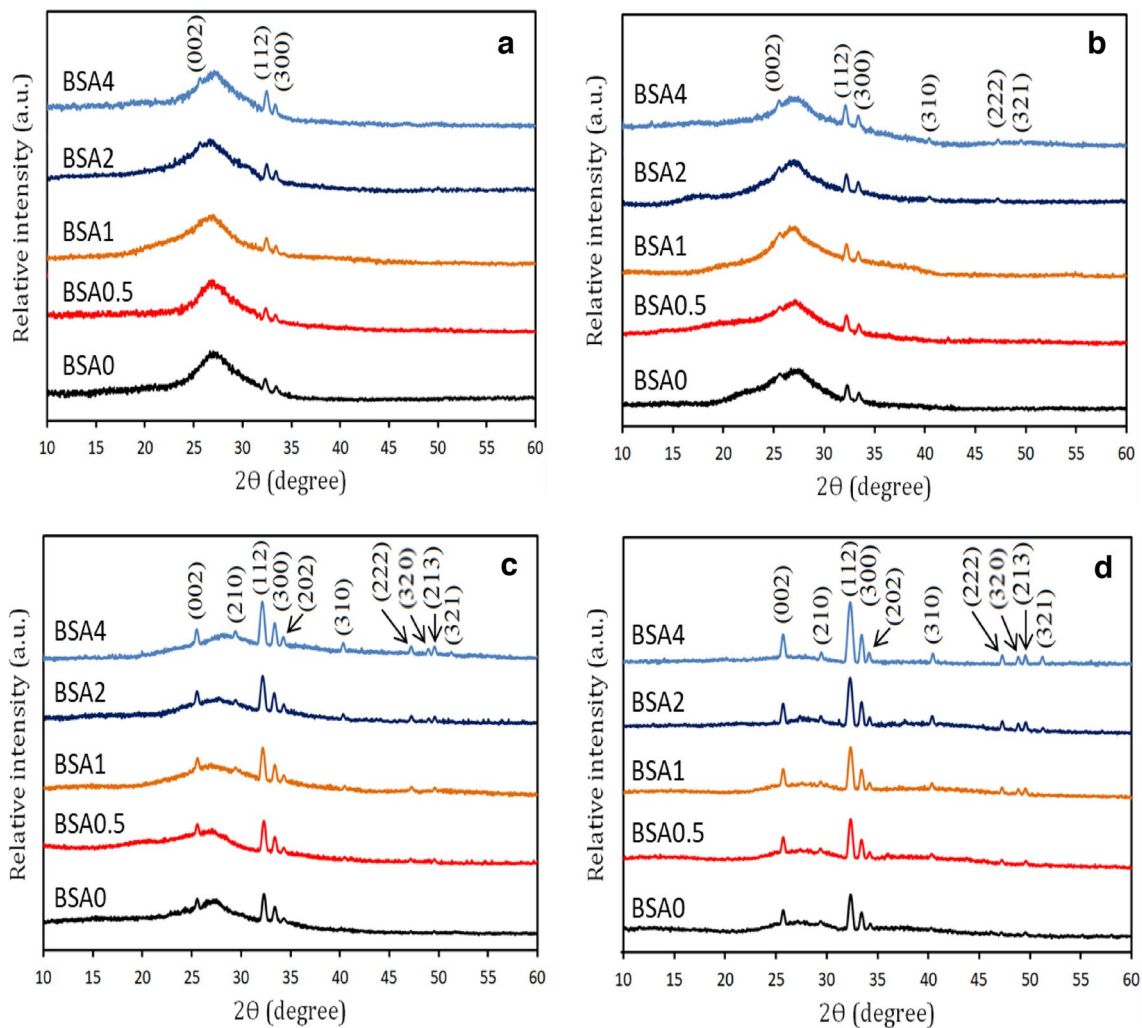 a
Relative intensity (a.u.)
(002)
(112)
(300)
BSA4
BSA2
BSA1
BSA0.5
BSA0
10 15 20 25 30 35 40 45 50 55 60
2θ (degree)
b
Relative intensity (a.u.)
(002)
(112)
(300)
(310)
(222)
(321)
BSA4
BSA2
BSA1
BSA0.5
BSA0
10 15 20 25 30 35 40 45 50 55 60
2θ (degree)
c
Relative intensity (a.u.)
(002)
(210)
(112)
(300)
(202)
(310)
(222)
(320)
(213)
(321)
BSA4
BSA2
BSA1
BSA0.5
BSA0
10 15 20 25 30 35 40 45 50 55 60
2θ (degree)
d
Relative intensity (a.u.)
(002)
(210)
(112)
(300)
(202)
(310)
(222)
(320)
(213)
(321)
BSA4
BSA2
BSA1
BSA0.5
BSA0
10 15 20 25 30 35 40 45 50 55 60
2θ (degree)